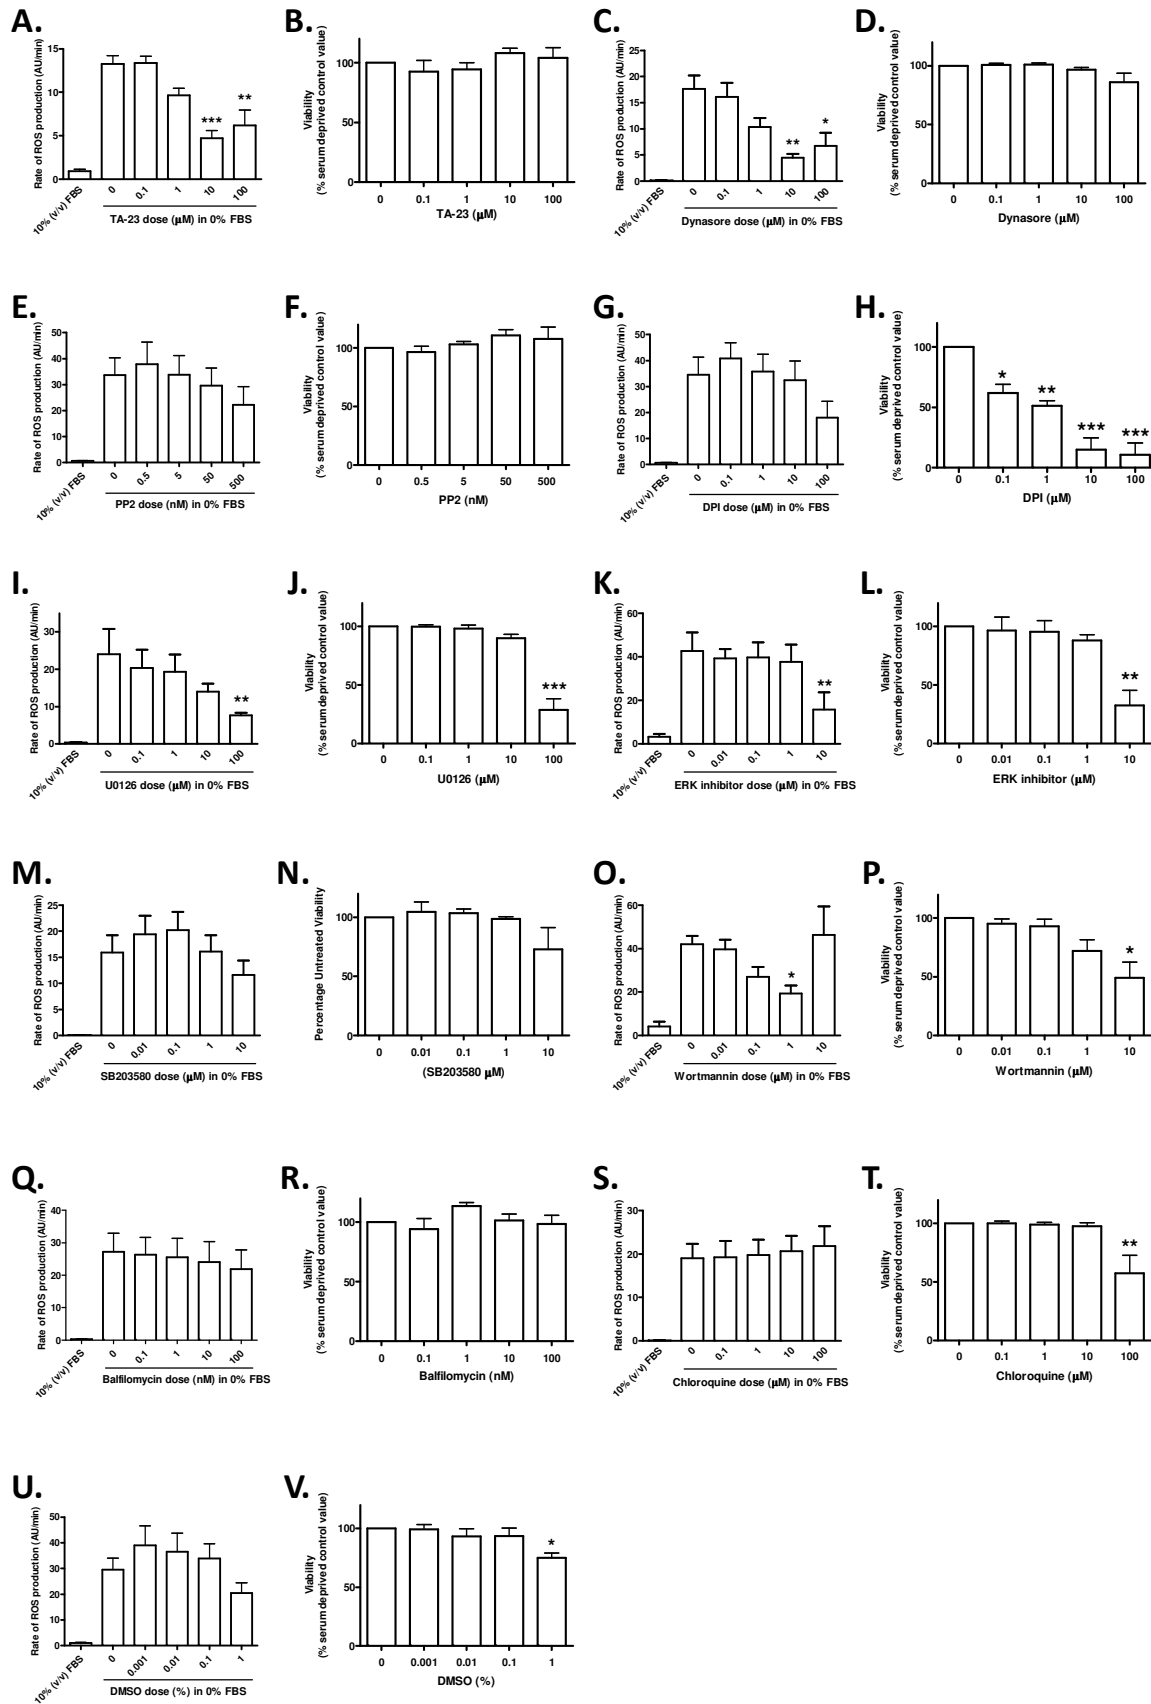 A.
Rate of ROS production (AU/min)
15
10
5
0
***
**
10% (v/v) FBS
0
0.1
1
10
100
TA-23 dose (μM) in 0% FBS
B.
Viability
(% serum deprived control value)
100
50
0
0 0.1 1 10 100
TA-23 (μM)
C.
Rate of ROS production (AU/min)
25
20
15
10
5
0
**
*
10% (v/v) FBS
0
0.1
1
10
100
Dynasore dose (μM) in 0% FBS
D.
Viability
(% serum deprived control value)
100
50
0
0 0.1 1 10 100
Dynasore (μM)
E.
Rate of ROS production (AU/min)
50
40
30
20
10
0
10% (v/v) FBS
0
0.5
5
50
500
PP2 dose (nM) in 0% FBS
F.
Viability
(% serum deprived control value)
100
50
0
0 0.5 5 50 500
PP2 (nM)
G.
Rate of ROS production (AU/min)
50
40
30
20
10
0
10% (v/v) FBS
0
0.1
1
10
100
DPI dose (μM) in 0% FBS
H.
Viability
(% serum deprived control value)
100
50
0
*
**
***
***
0 0.1 1 10 100
DPI (μM)
I.
Rate of ROS production (AU/min)
30
20
10
0
**
10% (v/v) FBS
0
0.1
1
10
100
U0126 dose (μM) in 0% FBS
J.
Viability
(% serum deprived control value)
100
50
0
***
0 0.1 1 10 100
U0126 (μM)
K.
Rate of ROS production (AU/min)
60
40
20
0
**
10% (v/v) FBS
0
0.01
0.1
1
10
ERK inhibitor dose (μM) in 0% FBS
L.
Viability
(% serum deprived control value)
100
50
0
**
0 0.01 0.1 1 10
ERK inhibitor (μM)
M.
Rate of ROS production (AU/min)
25
20
15
10
5
0
10% (v/v) FBS
0
0.01
0.1
1
10
SB203580 dose (μM) in 0% FBS
N.
Percentage Untreated Viability
100
50
0
0 0.01 0.1 1 10
(SB203580 μM)
O.
Rate of ROS production (AU/min)
60
40
20
0
*
10% (v/v) FBS
0
0.01
0.1
1
10
Wortmannin dose (μM) in 0% FBS
P.
Viability
(% serum deprived control value)
100
50
0
*
0 0.01 0.1 1 10
Wortmannin (μM)
Q.
Rate of ROS production (AU/min)
40
30
20
10
0
10% (v/v) FBS
0
0.1
1
10
100
Balfilomycin dose (nM) in 0% FBS
R.
Viability
(% serum deprived control value)
100
50
0
0 0.1 1 10 100
Balfilomycin (nM)
S.
Rate of ROS production (AU/min)
30
20
10
0
10% (v/v) FBS
0
0.1
1
10
100
Chloroquine dose (μM) in 0% FBS
T.
Viability
(% serum deprived control value)
100
50
0
**
0 0.1 1 10 100
Chloroquine (μM)
U.
Rate of ROS production (AU/min)
50
40
30
20
10
0
10% (v/v) FBS
0
0.001
0.01
0.1
1
DMSO dose (%) in 0% FBS
V.
Viability
(% serum deprived control value)
100
50
0
*
0 0.001 0.01 0.1 1
DMSO (%)